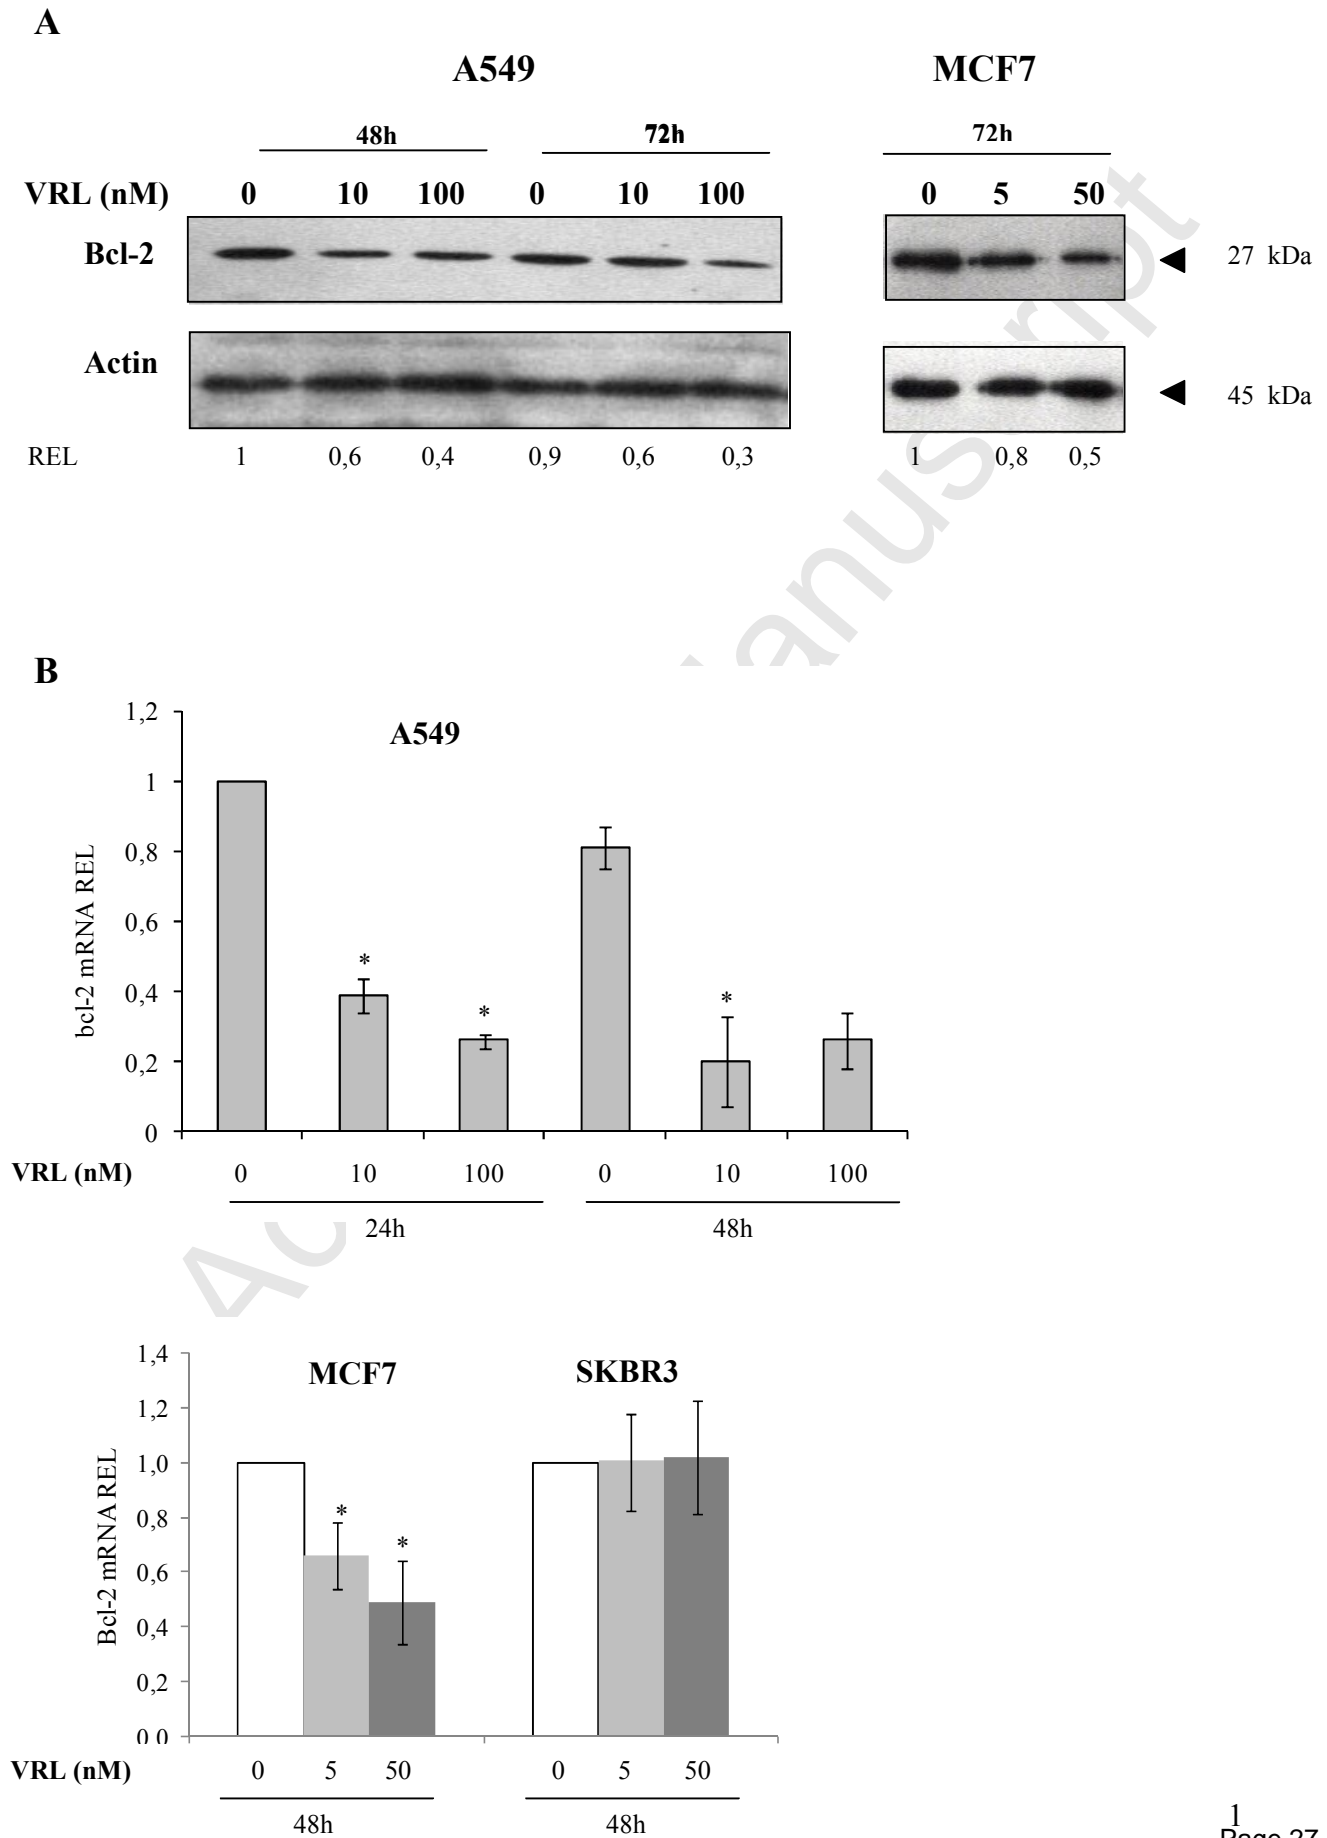 A
A549 MCF7
48h 72h 72h
VRL (nM) 0 10 100 0 10 100 0 5 50
Bcl-2 27 kDa
Actin 45 kDa
REL 1 0,6 0,4 0,9 0,6 0,3 1 0,8 0,5
B
A549
1,2
1
0,8
0,6
0,4
0,2
0
bcl-2 mRNA REL
* * *
VRL (nM) 0 10 100 0 10 100
24h 48h
MCF7 SKBR3
1,4
1,2
1,0
0,8
0,6
0,4
0,2
0,0
Bcl-2 mRNA REL
* *
VRL (nM) 0 5 50 0 5 50
48h 48h
1
Page 27